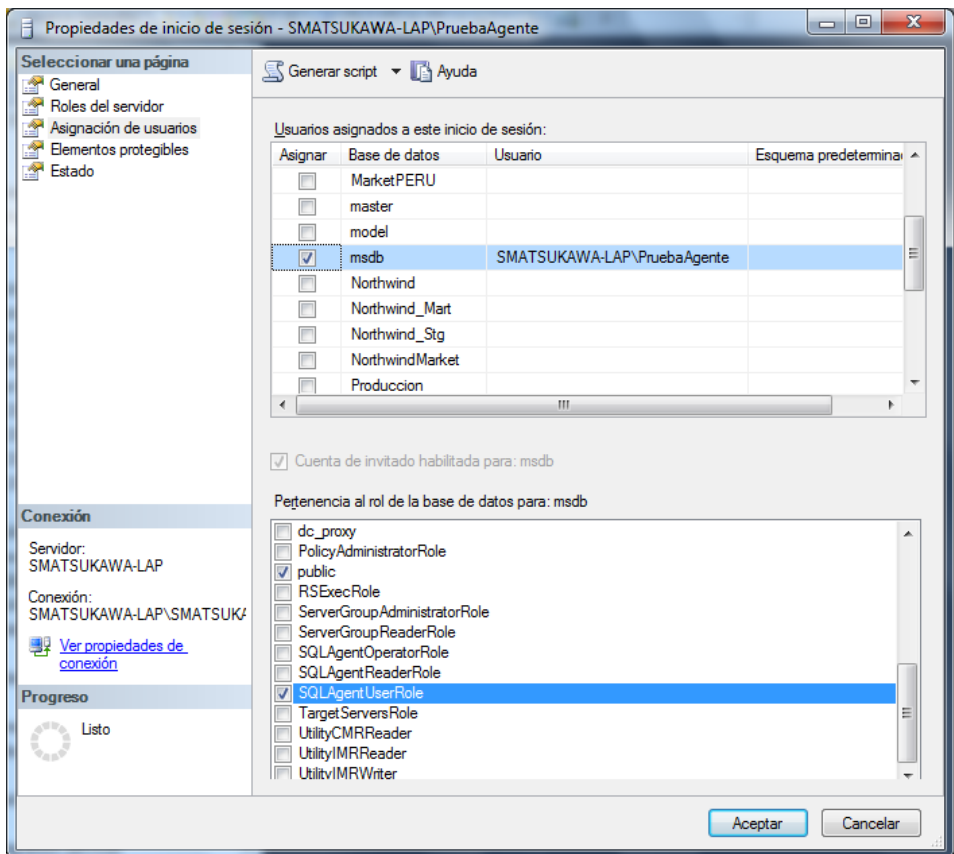 Propiedades de inicio de sesión - SMATSUKAWA-LAP\PruebaAgente
Seleccionar una página
General
Roles del servidor
Asignación de usuarios
Elementos protegibles
Estado
Generar script
Ayuda
Usuarios asignados a este inicio de sesión:
Asignar Base de datos Usuario Esquema predetermina
MarketPERU
master
model
msdb SMATSUKAWA-LAP\PruebaAgente
Northwind
Northwind_Mart
Northwind_Stg
NorthwindMarket
Produccion
Cuenta de invitado habilitada para: msdb
Pertenencia al rol de la base de datos para: msdb
dc_proxy
PolicyAdministratorRole
public
RSExecRole
ServerGroupAdministratorRole
ServerGroupReaderRole
SQLAgentOperatorRole
SQLAgentReaderRole
SQLAgentUserRole
TargetServersRole
UtilityCMRReader
UtilityIMRReader
UtilityIMRWriter
Conexión
Servidor:
SMATSUKAWA-LAP
Conexión:
SMATSUKAWA-LAP\SMATSUKA
Ver propiedades de
conexión
Progreso
Listo
Aceptar
Cancelar